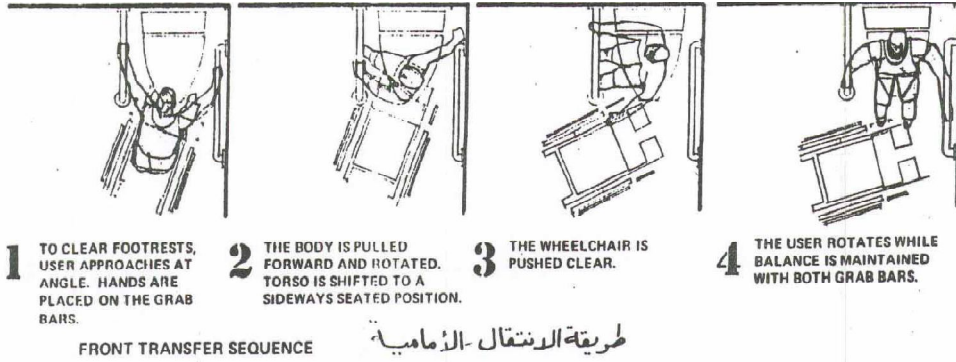 1 TO CLEAR FOOTRESTS,
USER APPROACHES AT
ANGLE. HANDS ARE
PLACED ON THE GRAB
BARS.
2 THE BODY IS PULLED
FORWARD AND ROTATED.
TORSO IS SHIFTED TO A
SIDEWAYS SEATED POSITION.
3 THE WHEELCHAIR IS
PUSHED CLEAR.
4 THE USER ROTATES WHILE
BALANCE IS MAINTAINED
WITH BOTH GRAB BARS.
FRONT TRANSFER SEQUENCE
طريقة الانتقال - الأمامية